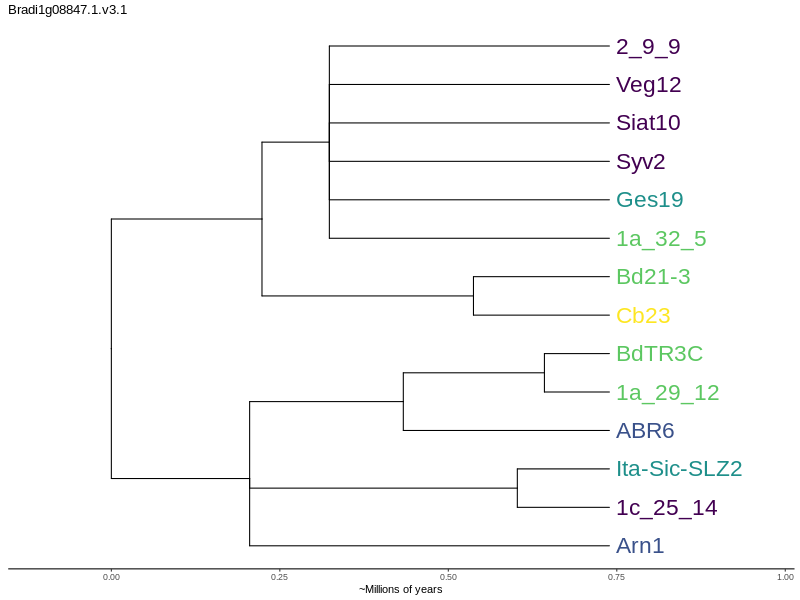 Bradi1g08847.1.v3.1
2_9_9
Veg12
Siat10
Syv2
Ges19
1a_32_5
Bd21-3
Cb23
BdTR3C
1a_29_12
ABR6
Ita-Sic-SLZ2
1c_25_14
Arn1
0.00 0.25 0.50 0.75 1.00
~Millions of years